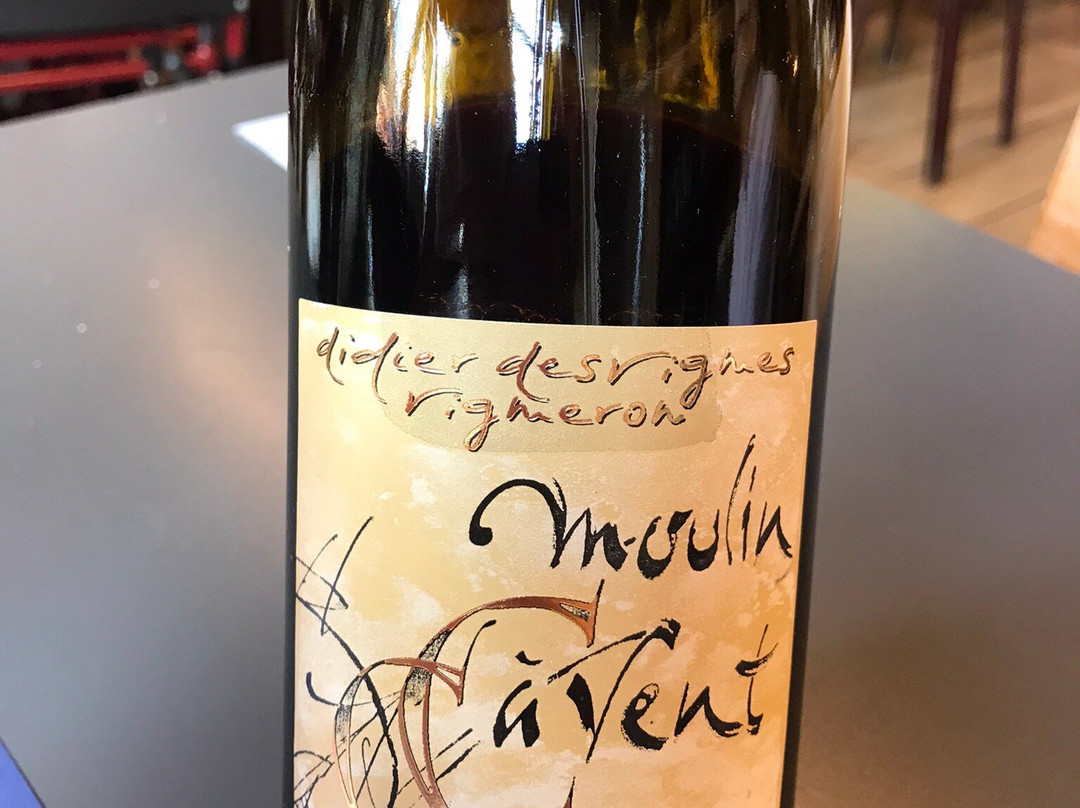 didier desvignes
vigneron
moulin
à Vent